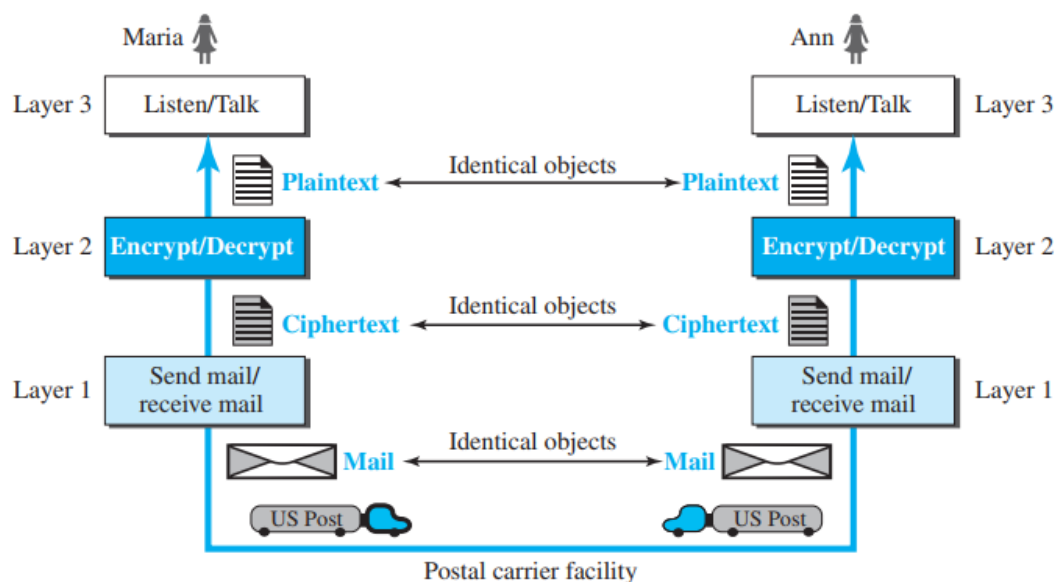 Maria
Ann
Layer 3
Listen/Talk
Listen/Talk
Layer 3
Identical objects
Plaintext
Plaintext
Layer 2
Encrypt/Decrypt
Encrypt/Decrypt
Layer 2
Identical objects
Ciphertext
Ciphertext
Layer 1
Send mail/
receive mail
Send mail/
receive mail
Layer 1
Identical objects
Mail
Mail
US Post
US Post
Postal carrier facility